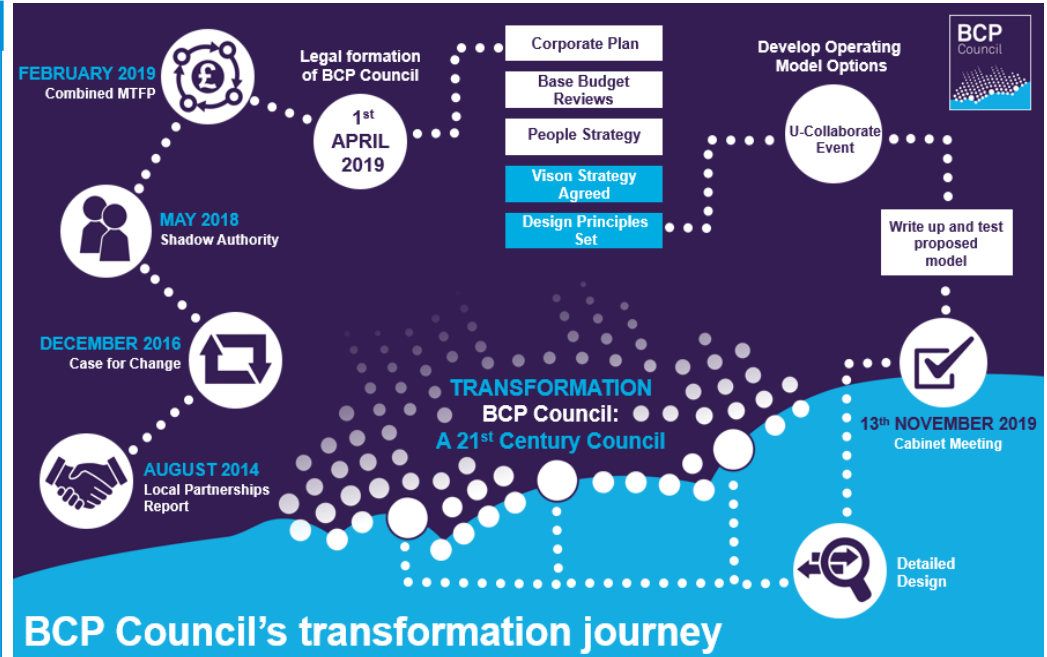 FEBRUARY 2019
Combined MTFP
£
Legal formation
of BCP Council
1st
APRIL
2019
Corporate Plan
Base Budget
Reviews
People Strategy
Vison Strategy
Agreed
Design Principles
Set
Develop Operating
Model Options
U-Collaborate
Event
BCP
Council
MAY 2018
Shadow Authority
Write up and test
proposed
model
DECEMBER 2016
Case for Change
TRANSFORMATION
BCP Council:
A 21st Century Council
13th NOVEMBER 2019
Cabinet Meeting
AUGUST 2014
Local Partnerships
Report
Detailed
Design
BCP Council’s transformation journey